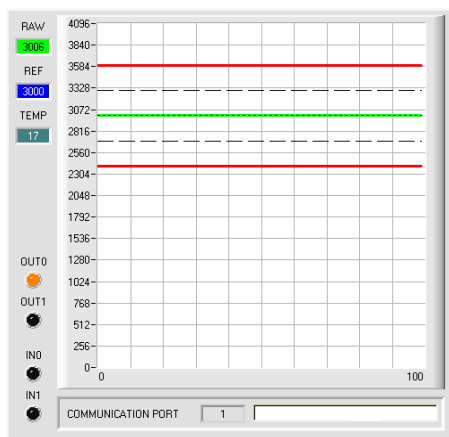 RAW
3006
REF
3000
TEMP
17
OUT0
OUT1
IN0
IN1
4096
3840
3584
3328
3072
2816
2560
2304
2048
1792
1536
1280
1024
768
512
256
0
0 100
COMMUNICATION PORT 1